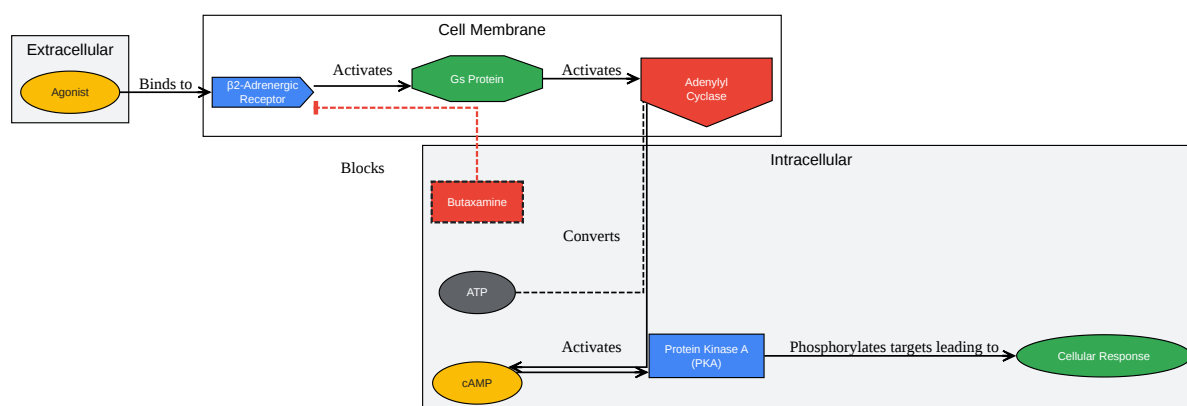 Cell Membrane
Extracellular
Agonist
Binds to
β2-Adrenergic
Receptor
Activates
Gs Protein
Activates
Adenylyl
Cyclase
Intracellular
Blocks
Butaxamine
Converts
ATP
Activates
Protein Kinase A
(PKA)
Phosphorylates targets leading to
Cellular Response
cAMP